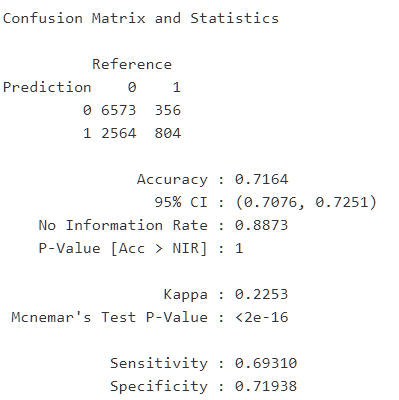 Confusion Matrix and Statistics
Reference
Prediction 0 1
0 6573 356
1 2564 804
Accuracy : 0.7164
95% CI : (0.7076, 0.7251)
No Information Rate : 0.8873
P-Value [Acc > NIR] : 1
Kappa : 0.2253
Mcnemar's Test P-Value : <2e-16
Sensitivity : 0.69310
Specificity : 0.71938